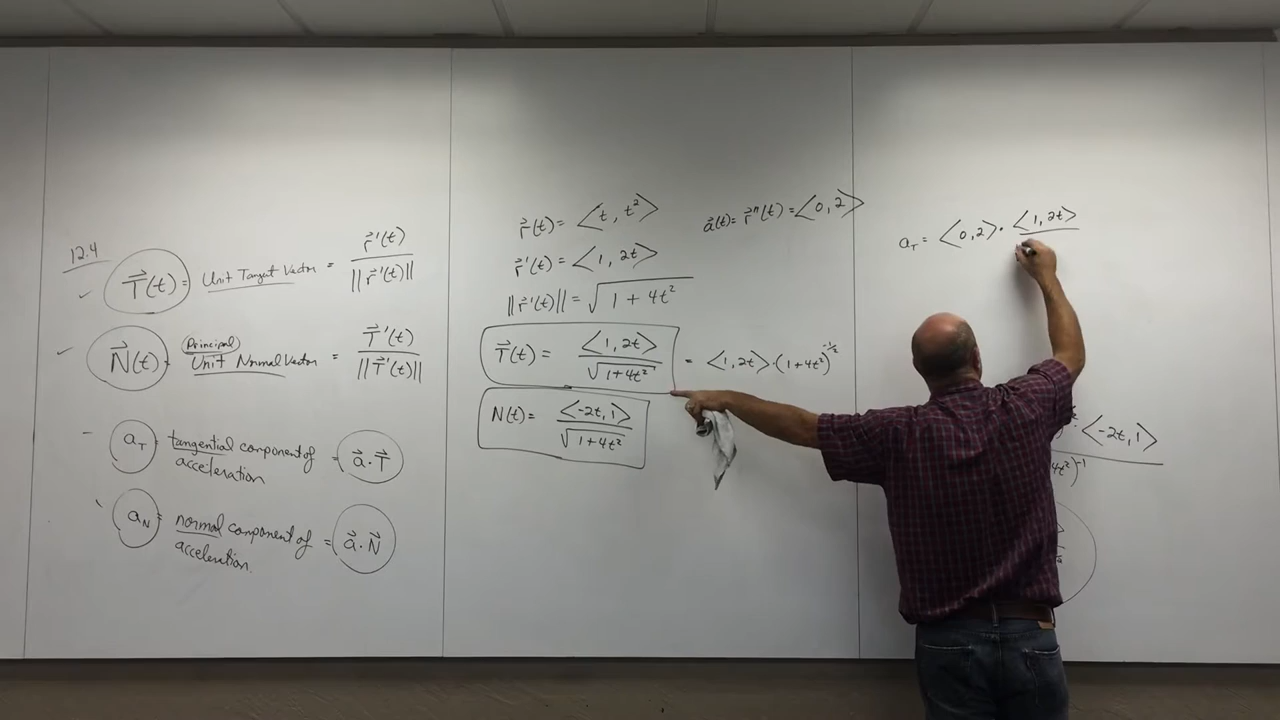 12.4
T⃗(t) = Unit Tangent Vector = r⃗'(t) / ||r⃗'(t)||
N⃗(t) = Principal Unit Normal Vector = T⃗'(t) / ||T⃗'(t)||
a_T = tangential component of acceleration = a⃗·T⃗
a_N = normal component of acceleration. = a⃗·N⃗
r⃗(t) = <t, t²>
r⃗'(t) = <1, 2t>
||r⃗'(t)|| = √(1 + 4t²)
T⃗(t) = <1, 2t> / √(1+4t²) = <1, 2t>·(1+4t²)^(-1/2)
N(t) = <-2t, 1> / √(1+4t²)
a⃗(t) = r⃗''(t) = <0, 2>
a_T = <0, 2> · <1, 2t>
<-2t, 1>
4t²)⁻¹